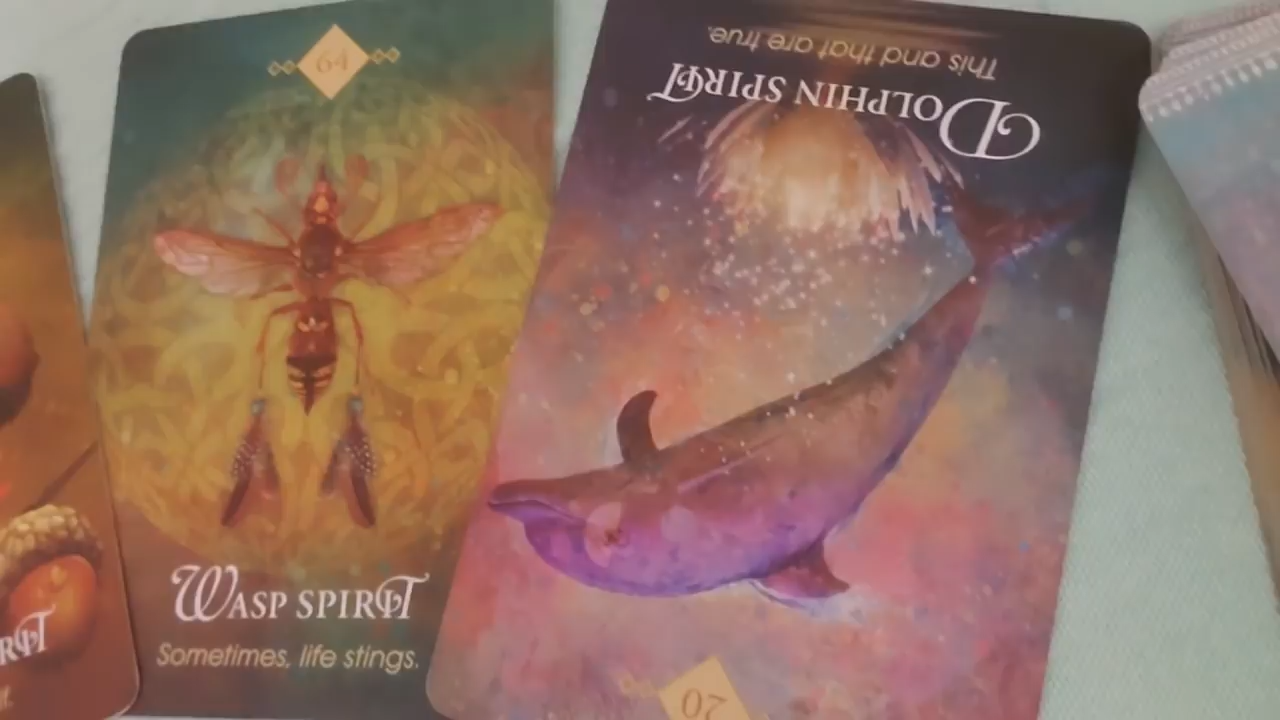 64
WASP SPIRIT
Sometimes, life stings.
DOLPHIN SPIRIT
This and that are true.
20